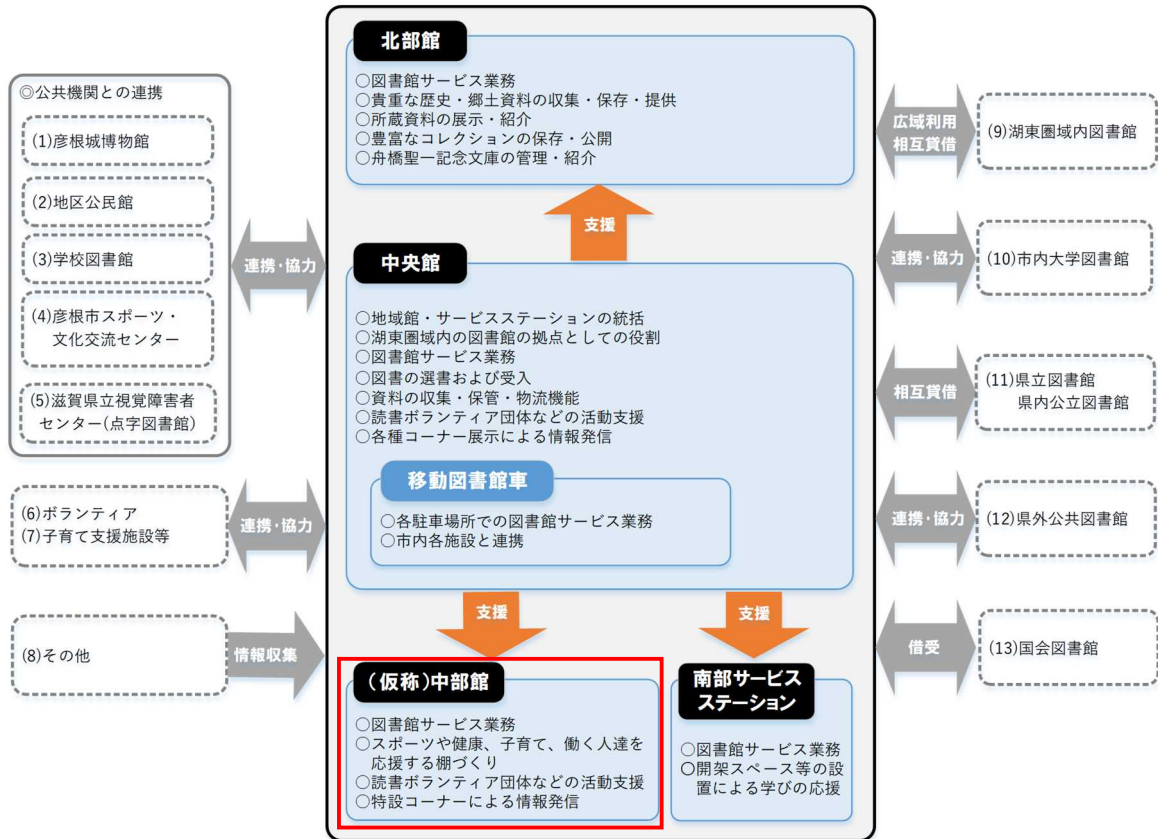 ◎公共機関との連携
(1)彦根城博物館
(2)地区公民館
(3)学校図書館
(4)彦根市スポーツ・
文化交流センター
(5)滋賀県立視覚障害者
センター(点字図書館)
連携・協力
(6)ボランティア
(7)子育て支援施設等
連携・協力
(8)その他
情報収集
北部館
○図書館サービス業務
○貴重な歴史・郷土資料の収集・保存・提供
○所蔵資料の展示・紹介
○豊富なコレクションの保存・公開
○舟橋聖一記念文庫の管理・紹介
支援
中央館
○地域館・サービスステーションの統括
○湖東圏域内の図書館の拠点としての役割
○図書館サービス業務
○図書の選書および受入
○資料の収集・保管・物流機能
○読書ボランティア団体などの活動支援
○各種コーナー展示による情報発信
移動図書館車
○各駐車場所での図書館サービス業務
○市内各施設と連携
支援
支援
(仮称)中部館
○図書館サービス業務
○スポーツや健康、子育て、働く人達を
応援する棚づくり
○読書ボランティア団体などの活動支援
○特設コーナーによる情報発信
南部サービス
ステーション
○図書館サービス業務
○開架スペース等の設
置による学びの応援
広域利用
相互貸借
(9)湖東圏域内図書館
連携・協力
(10)市内大学図書館
相互貸借
(11)県立図書館
県内公立図書館
連携・協力
(12)県外公共図書館
借受
(13)国会図書館